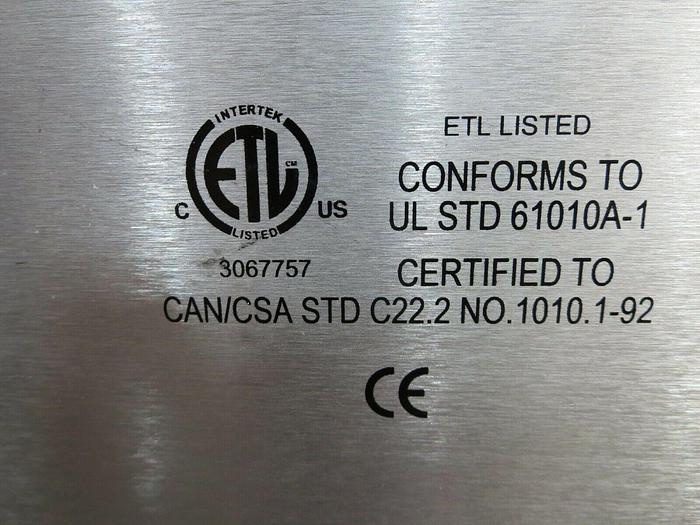 INTERTEK
ETL CM
C US
LISTED
3067757
ETL LISTED
CONFORMS TO
UL STD 61010A-1
CERTIFIED TO
CAN/CSA STD C22.2 NO.1010.1-92
CE